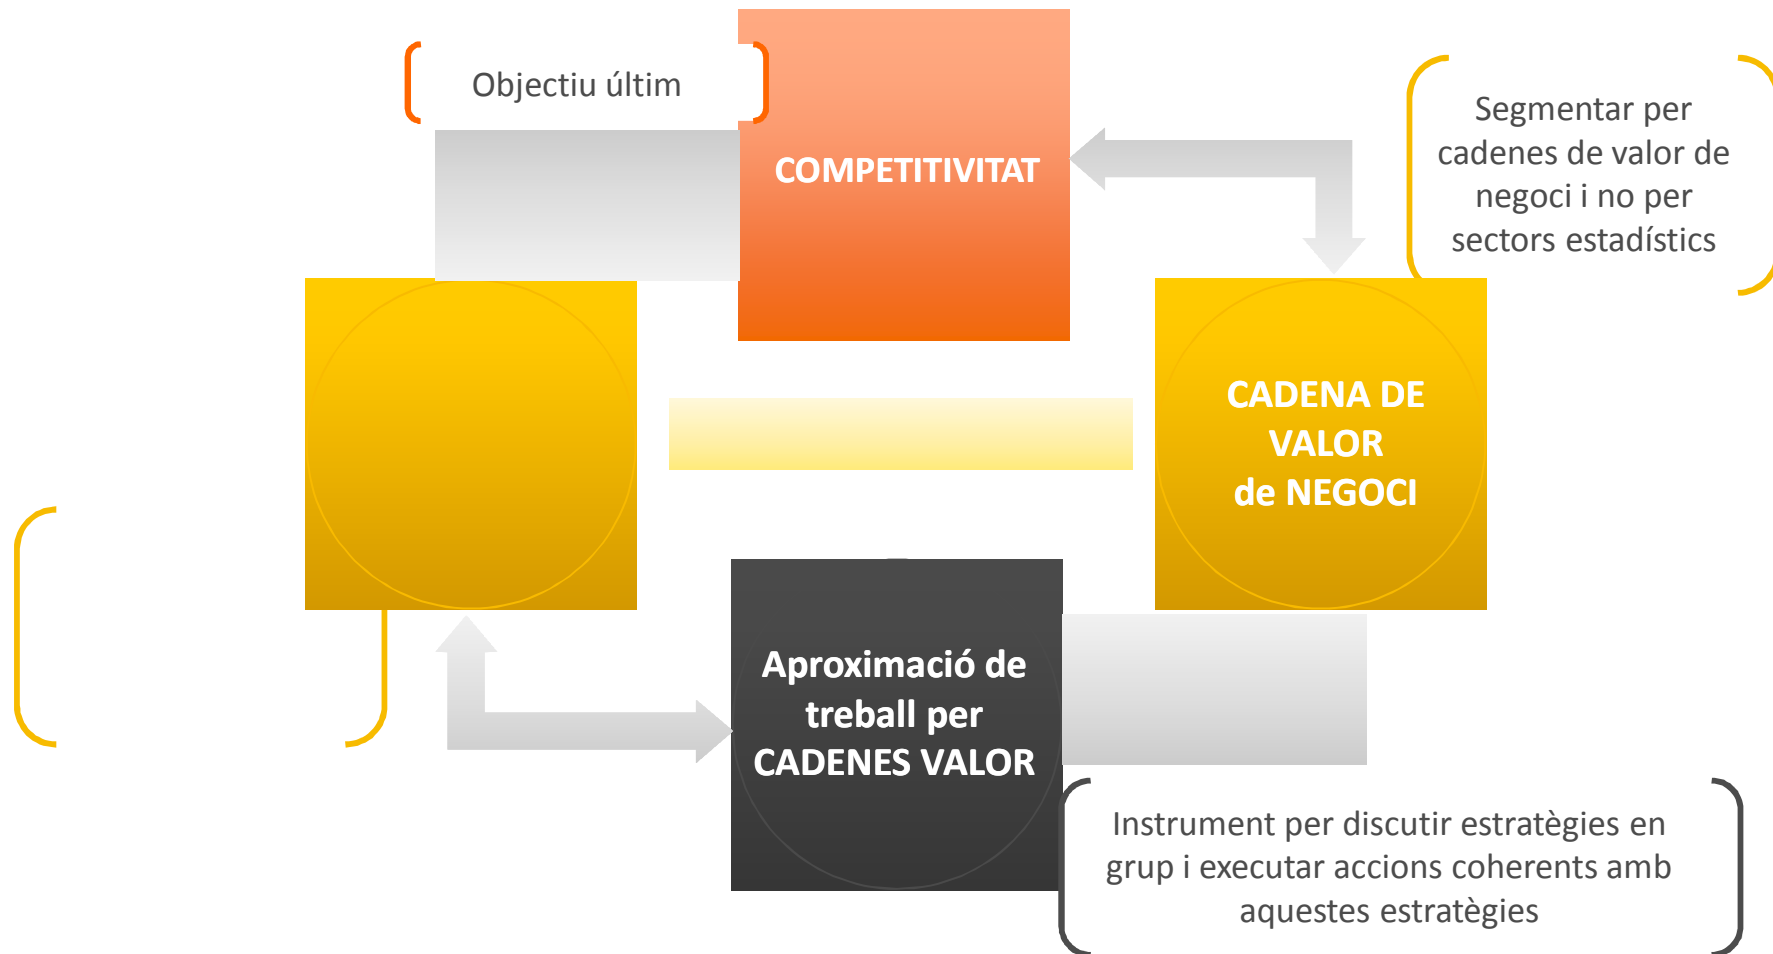 Objectiu últim
COMPETITIVITAT
Segmentar per
cadenes de valor de
negoci i no per
sectors estadístics
CADENA DE
VALOR
de NEGOCI
Aproximació de
treball per
CADENES VALOR
Instrument per discutir estratègies en
grup i executar accions coherents amb
aquestes estratègies